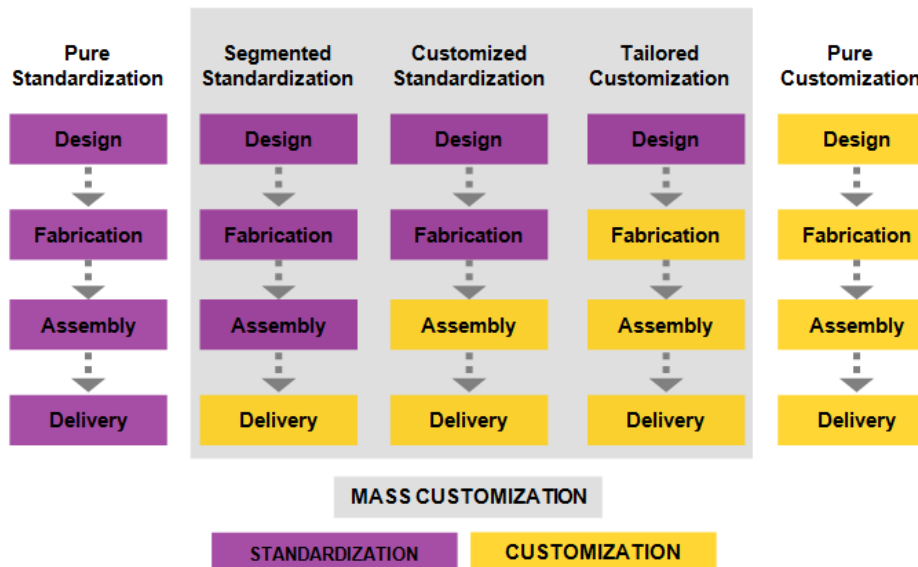 Pure Standardization
Segmented Standardization
Customized Standardization
Tailored Customization
Pure Customization
Design
Design
Design
Design
Design
Fabrication
Fabrication
Fabrication
Fabrication
Fabrication
Assembly
Assembly
Assembly
Assembly
Assembly
Delivery
Delivery
Delivery
Delivery
Delivery
MASS CUSTOMIZATION
STANDARDIZATION
CUSTOMIZATION